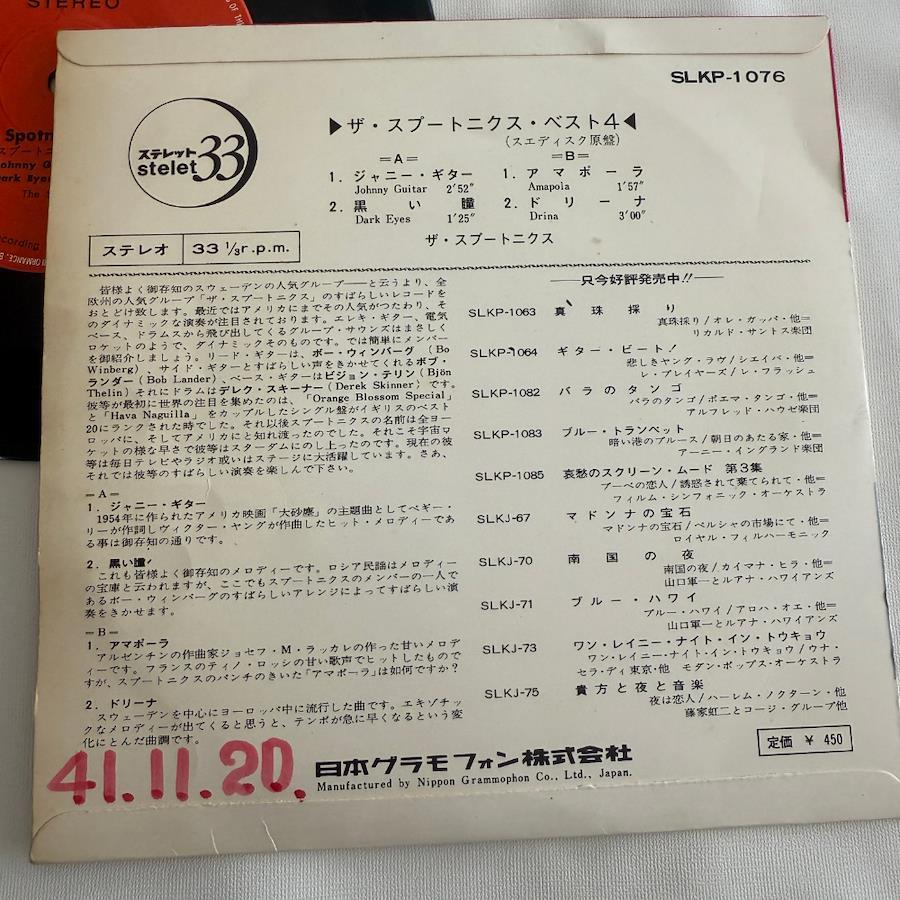 STEREO
Spotn
ohnny G
ark Eyes
The S
SLKP-1076
ステレット
stelet 33
▶ザ・スプートニクス・ベスト4◀
(スエディスク原盤)
=A=
1. ジャニー・ギター
Johnny Guitar 2'52"
2. 黒い瞳
Dark Eyes 1'25"
=B=
1. アマポーラ
Amapola 1'57"
2. ドリーナ
Drina 3'00"
ザ・スプートニクス
ステレオ 33 1/3r.p.m.
皆様よく御存知のスウェーデンの人気グループ――と云うより、全
欧州の人気グループ「ザ・スプートニクス」のすばらしいレコードを
おとどけ致します。最近ではアメリカにまでその人気がつたわり、そ
のダイナミックな演奏が注目されております。エレキ・ギター、電気
ベース、ドラムスから飛び出してくるグループ・サウンズはまさしく
ロケットのようで、ダイナミックそのものです。では簡単にメンバー
を御紹介しましょう。リード・ギターは、ボー・ウィンバーグ (Bo
Winberg)、サイド・ギターとすばらしい声をきかせてくれるボブ・
ランダー (Bob Lander)、ベース・ギターはビジョン・テリン (Bjön
Thelin) それにドラムはデレク・スキーナー (Derek Skinner) です。
彼等が最初に世界の注目を集めたのは、「Orange Blossom Special」
と「Hava Naguilla」をカップルしたシングル盤がイギリスのベスト
20にランクされた時でした。それ以後スプートニクスの名前は全ヨー
ロッパに、そしてアメリカにと知れ渡ったのでした。それこそ宇宙ロ
ケットの様な早さで彼等はスターダムにのし上ったのです。現在の彼
等は毎日テレビやラジオ或いはステージに大活躍しています。さあ、
それでは彼等のすばらしい演奏を楽しんで下さい。
=A=
1. ジャニー・ギター
1954年に作られたアメリカ映画「大砂塵」の主題曲としてペギー・
リーが作詞しヴィクター・ヤングが作曲したヒット・メロディーであ
る事は御存知の通りです。
2. 黒い瞳
これも皆様よく御存知のメロディーです。ロシア民謡はメロディー
の宝庫と云われますが、ここでもスプートニクスのメンバーの一人で
あるボー・ウィンバーグのすばらしいアレンジによってすばらしい演
奏をきかせます。
=B=
1. アマポーラ
アルゼンチンの作曲家ジョセフ・M・ラッカレの作った甘いメロデ
ィーです。フランスのティノ・ロッシの甘い歌声でヒットしたもので
すが、スプートニクスのパンチのきいた「アマポーラ」は如何ですか?
2. ドリーナ
スウェーデンを中心にヨーロッパ中に流行した曲です。エキゾチッ
クなメロディーが出てくると思うと、テンポが急に早くなるという変
化にとんだ曲調です。
――只今好評発売中!!――
SLKP-1063 真珠採り
真珠採り/オレ・ガッパ・他=
リカルド・サントス楽団
SLKP-1064 ギター・ビート!
悲しきヤング・ラヴ/シエイバ・他=
レ・プレイヤーズ/レ・フラッシュ
SLKP-1082 バラのタンゴ
バラのタンゴ/ポエマ・タンゴ・他=
アルフレッド・ハウゼ楽団
SLKP-1083 ブルー・トランペット
暗い港のブルース/朝日のあたる家・他=
アーニー・イングランド楽団
SLKP-1085 哀愁のスクリーン・ムード 第3集
ブーベの恋人/誘惑されて棄てられて・他=
フィルム・シンフォニック・オーケストラ
SLKJ-67 マドンナの宝石
マドンナの宝石/ペルシャの市場にて・他=
ロイヤル・フィルハーモニック
SLKJ-70 南国の夜
南国の夜/カイマナ・ヒラ・他=
山口軍一とルアナ・ハワイアンズ
SLKJ-71 ブルー・ハワイ
ブルー・ハワイ/アロハ・オエ・他=
山口軍一とルアナ・ハワイアンズ
SLKJ-73 ワン・レイニー・ナイト・イン・トウキョウ
ワン・レイニー・ナイト・イン・トウキョウ/ウナ・
セラ・ディ東京・他 モダン・ポップス・オーケストラ
SLKJ-75 貴方と夜と音楽
夜は恋人/ハーレム・ノクターン・他
藤家虹二とコージ・グループ他
定価 ¥ 450
41.11.20.
日本グラモフォン株式会社
Manufactured by Nippon Grammophon Co., Ltd., Japan.